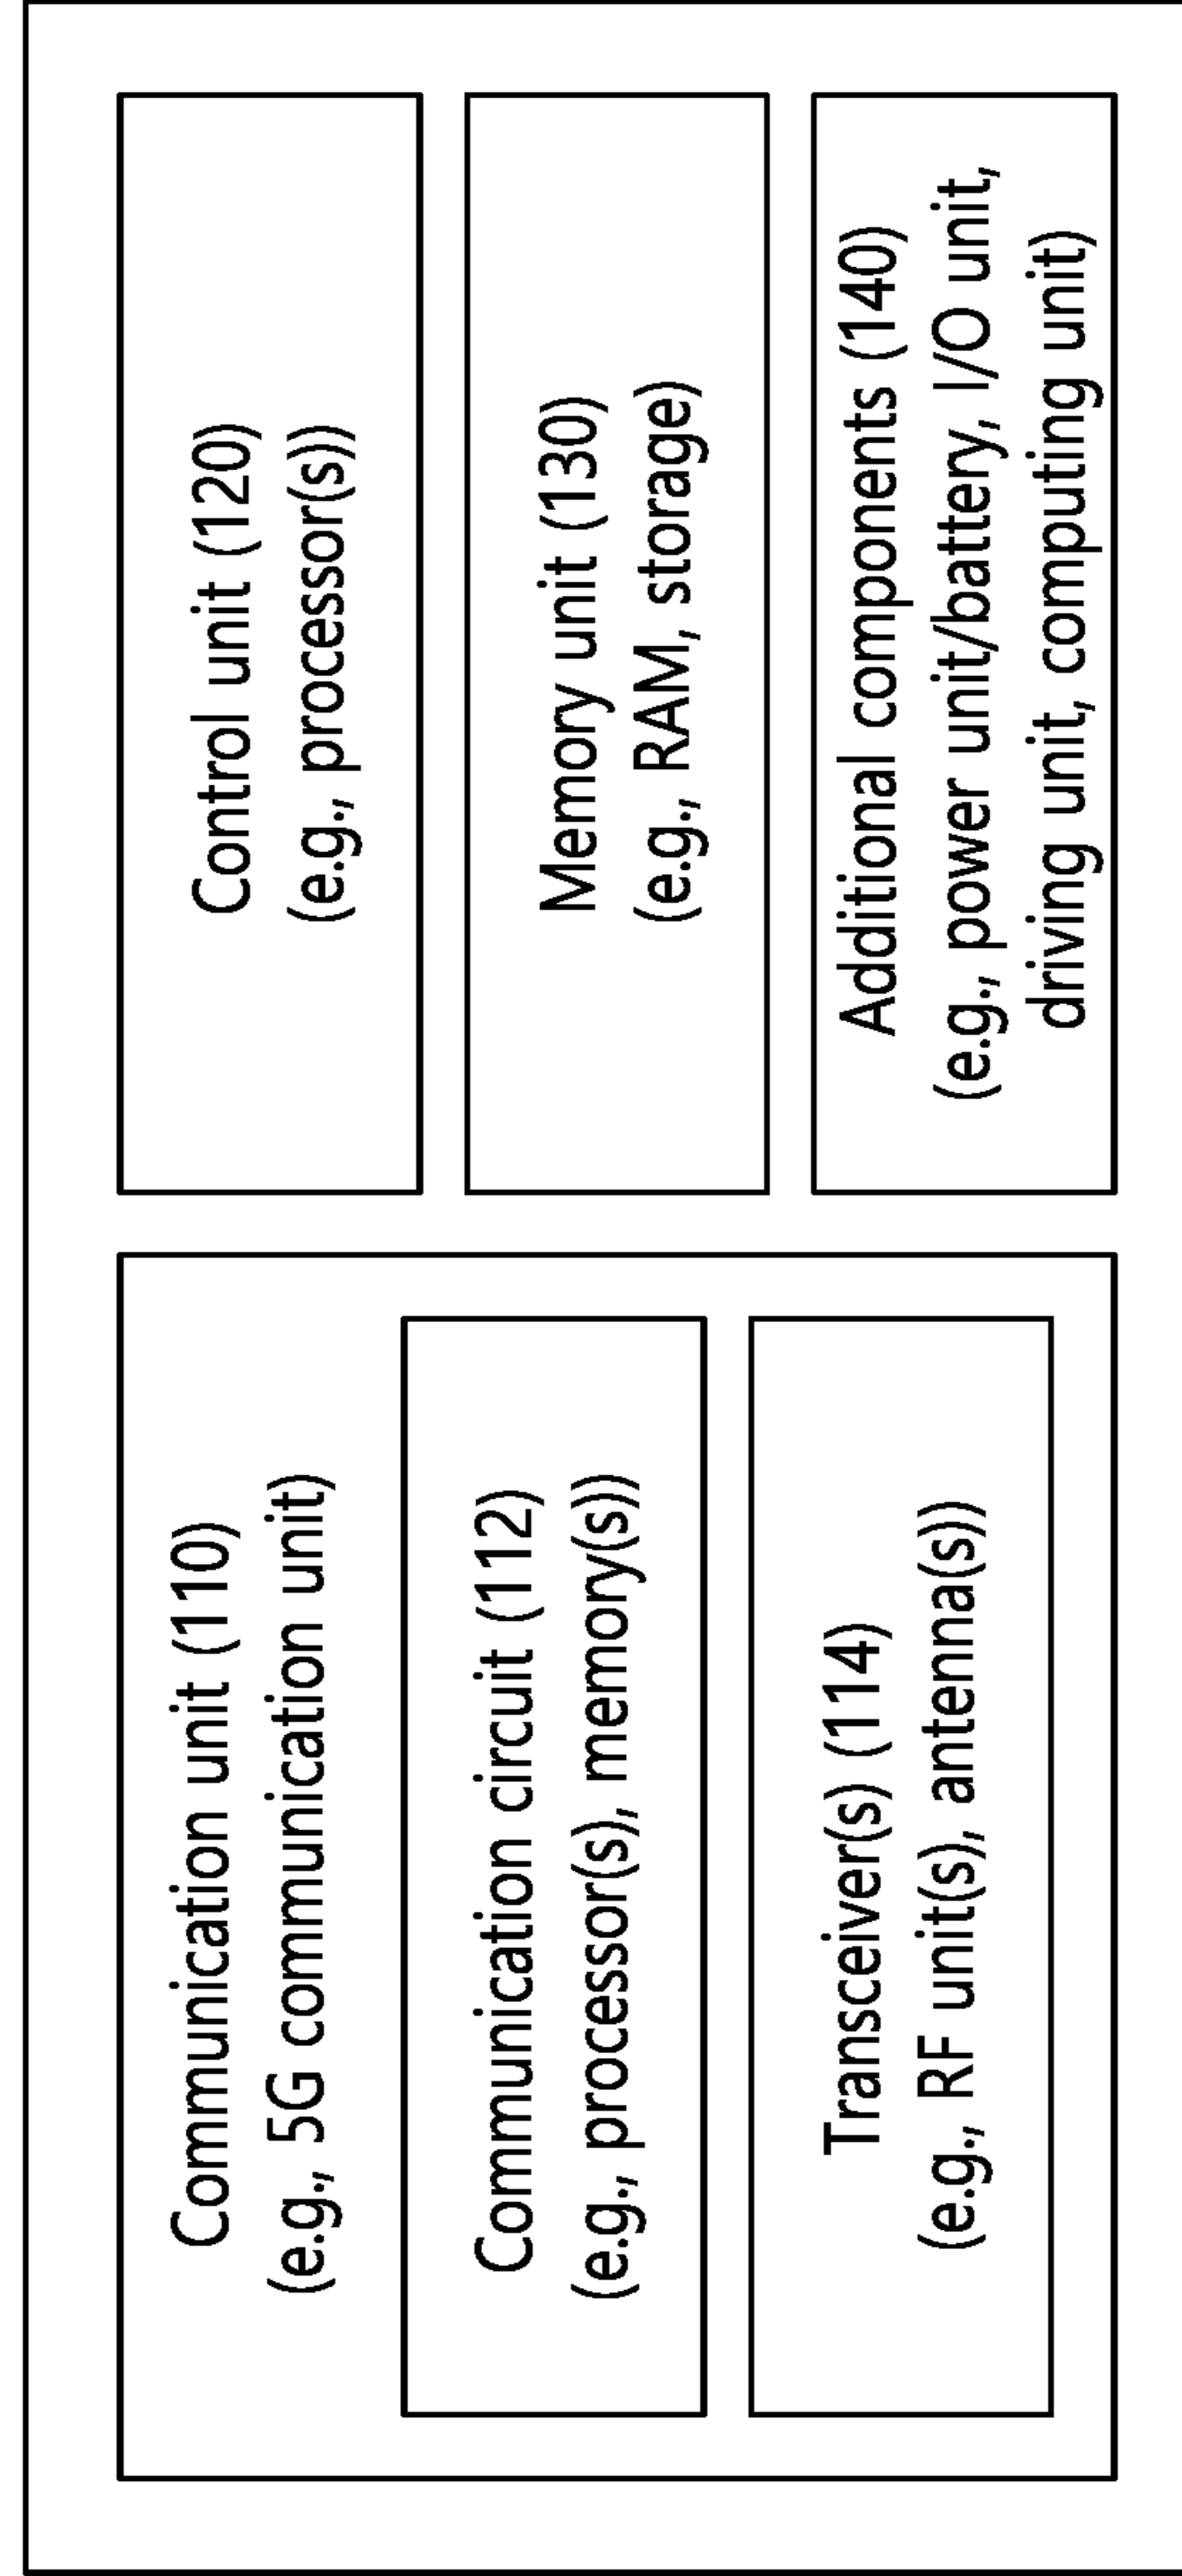 Communication unit (110)
(e.g., 5G communication unit)
Communication circuit (112)
(e.g., processor(s), memory(s))
Transceiver(s) (114)
(e.g., RF unit(s), antenna(s))
Control unit (120)
(e.g., processor(s))
Memory unit (130)
(e.g., RAM, storage)
Additional components (140)
(e.g., power unit/battery, I/O unit,
driving unit, computing unit)